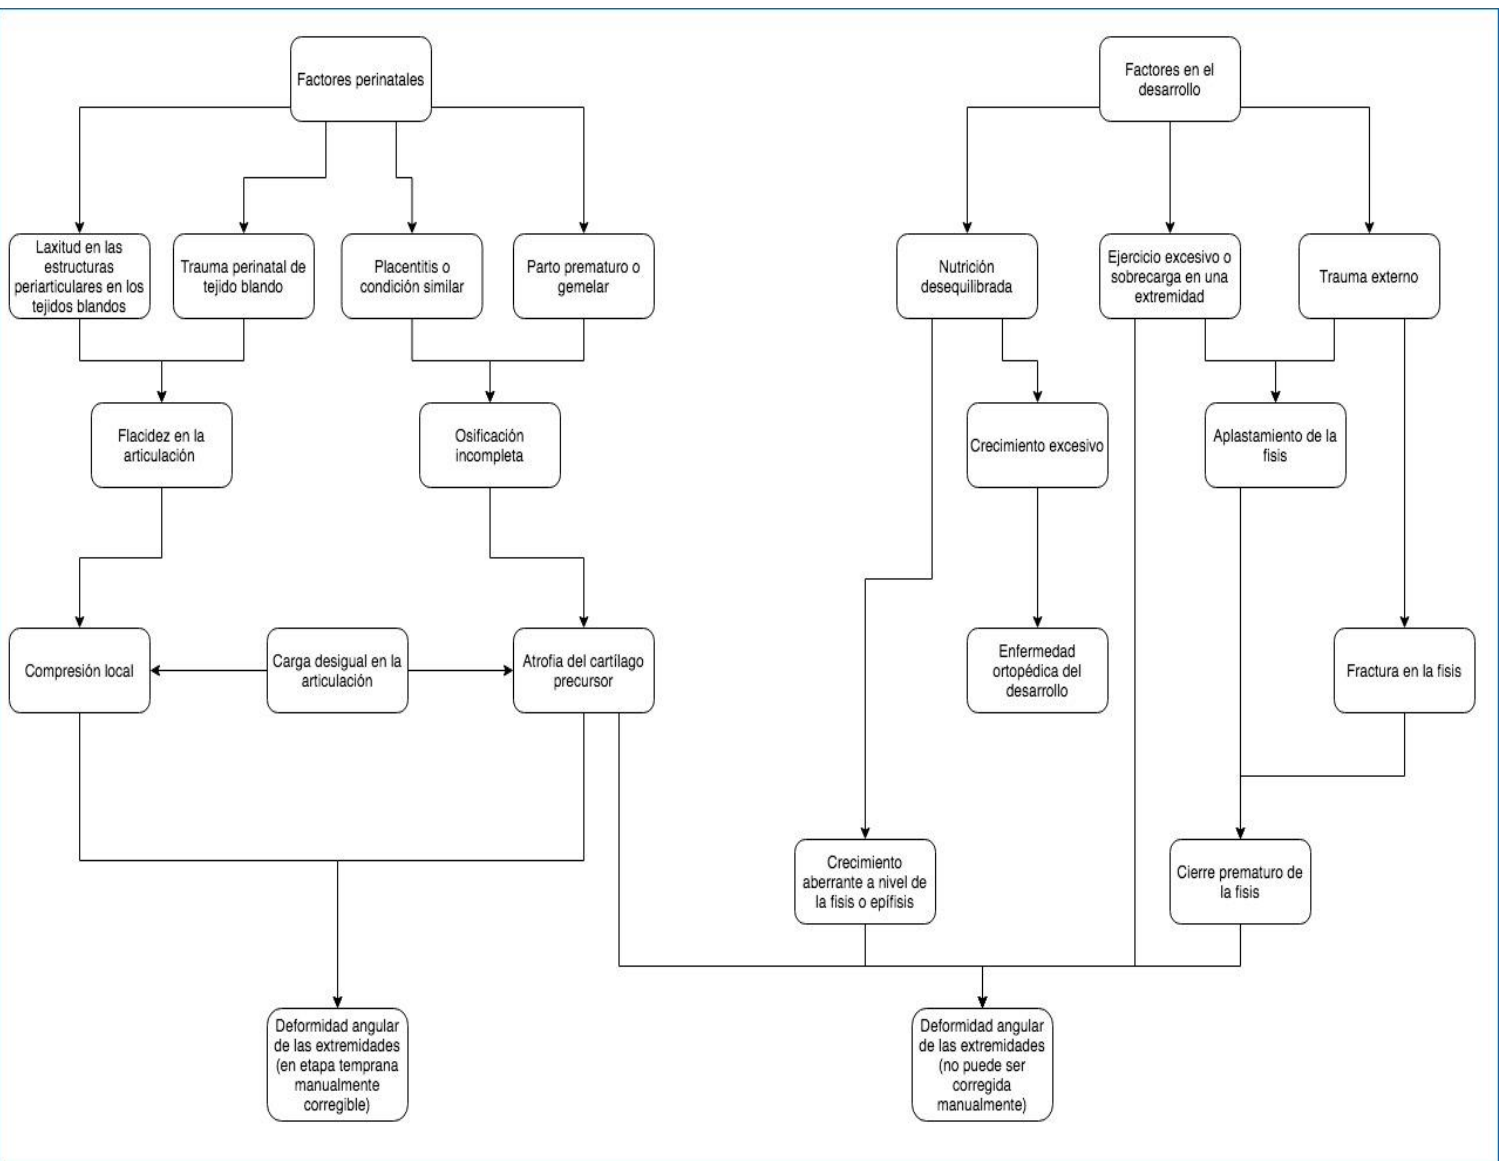 Factores perinatales
Factores en el
desarrollo
Laxitud en las
estructuras
periarticulares en los
tejidos blandos
Trauma perinatal de
tejido blando
Placentitis o
condición similar
Parto prematuro o
gemelar
Nutrición
desequilibrada
Ejercicio excesivo o
sobrecarga en una
extremidad
Trauma externo
Flacidez en la
articulación
Osificación
incompleta
Crecimiento excesivo
Aplastamiento de la
fisis
Compresión local
Carga desigual en la
articulación
Atrofia del cartílago
precursor
Enfermedad
ortopédica del
desarrollo
Fractura en la fisis
Crecimiento
aberrante a nivel de
la fisis o epífisis
Cierre prematuro de
la fisis
Deformidad angular
de las extremidades
(en etapa temprana
manualmente
corregible)
Deformidad angular
de las extremidades
(no puede ser
corregida
manualmente)